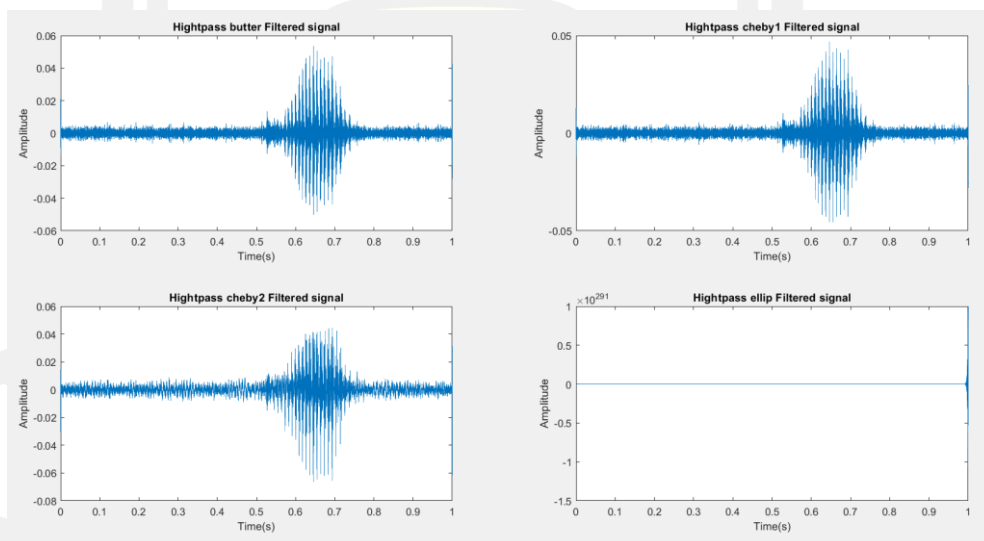 Hightpass butter Filtered signal
0.06
0.04
0.02
0
-0.02
-0.04
-0.06
Amplitude
0 0.1 0.2 0.3 0.4 0.5 0.6 0.7 0.8 0.9 1
Time(s)
Hightpass cheby1 Filtered signal
0.05
0
-0.05
Amplitude
0 0.1 0.2 0.3 0.4 0.5 0.6 0.7 0.8 0.9 1
Time(s)
Hightpass cheby2 Filtered signal
0.06
0.04
0.02
0
-0.02
-0.04
-0.06
-0.08
Amplitude
0 0.1 0.2 0.3 0.4 0.5 0.6 0.7 0.8 0.9 1
Time(s)
Hightpass ellip Filtered signal
×10^291
1
0.5
0
-0.5
-1
-1.5
Amplitude
0 0.1 0.2 0.3 0.4 0.5 0.6 0.7 0.8 0.9 1
Time(s)